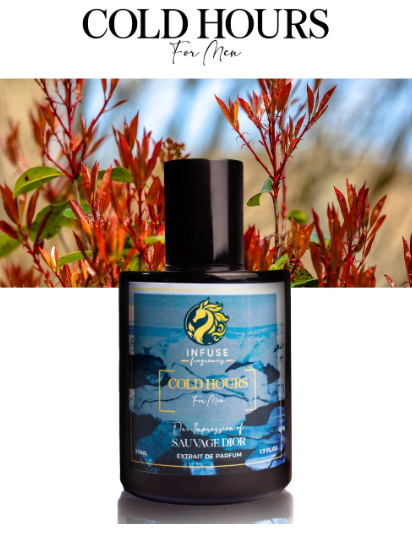 COLD HOURS
For Men
INFUSE
fragrances
COLD HOURS
For Men
Our Impression of
SAUVAGE DIOR
EXTRAIT DE PARFUM
50ML
1.7 FL.OZ